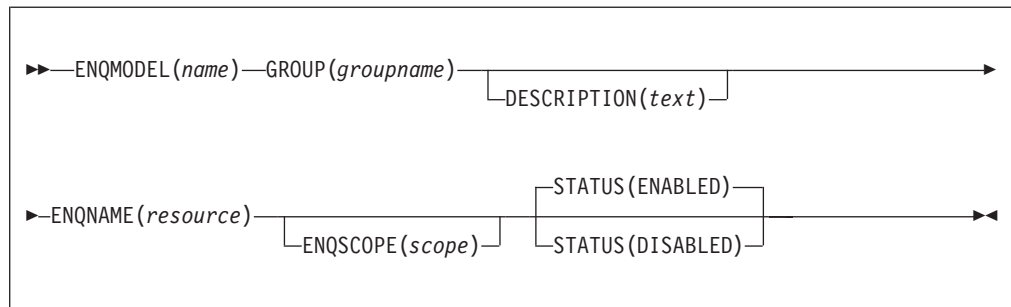 ENQMODEL(name) GROUP(groupname)
DESCRIPTION(text)
STATUS(ENABLED)
ENQNAME(resource)
ENQSCOPE(scope) STATUS(DISABLED)